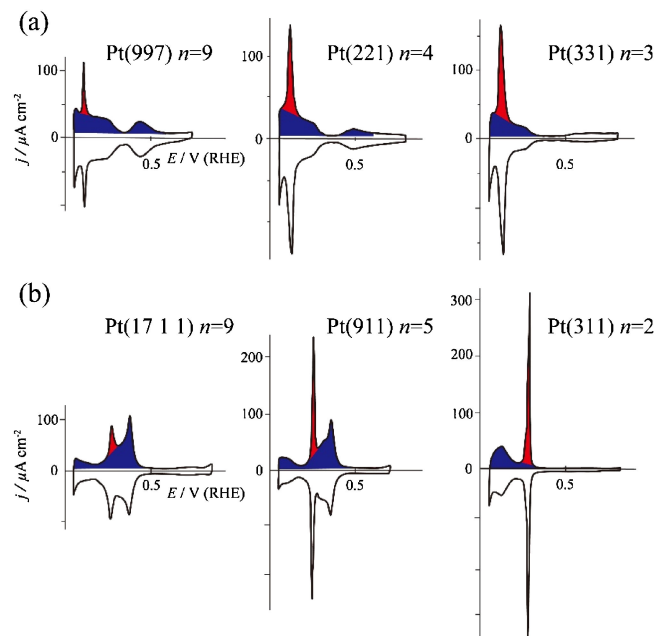 (a)
Pt(997) n=9
Pt(221) n=4
Pt(331) n=3
100
0
j / μA cm⁻²
0.5
E / V (RHE)
100
0
0.5
100
0
0.5
(b)
Pt(17 1 1) n=9
Pt(911) n=5
Pt(311) n=2
100
0
j / μA cm⁻²
0.5
E / V (RHE)
200
100
0
0.5
300
200
100
0
0.5